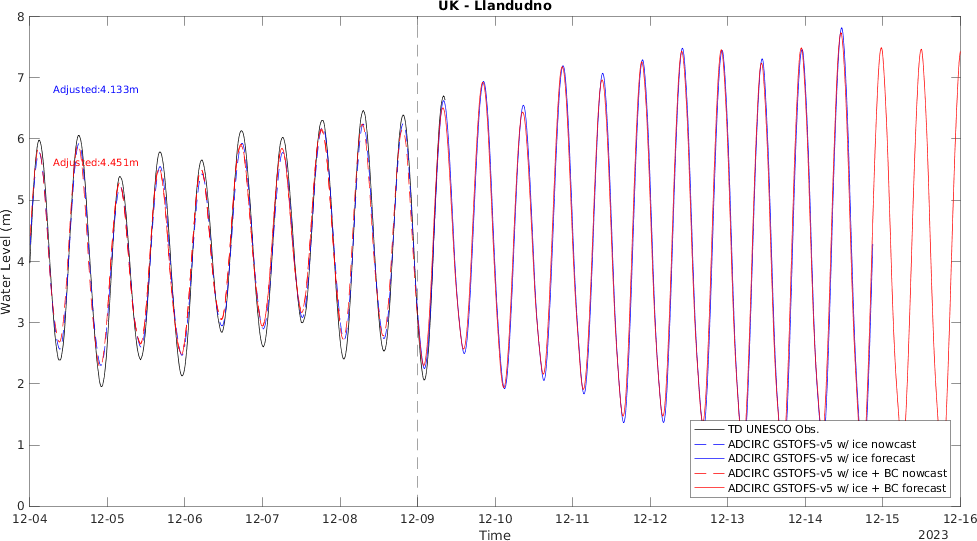 UK - Llandudno
8
7
6
5
4
3
2
1
0
Water Level (m)
Adjusted:4.133m
Adjusted:4.451m
TD UNESCO Obs.
ADCIRC GSTOFS-v5 w/ ice nowcast
ADCIRC GSTOFS-v5 w/ ice forecast
ADCIRC GSTOFS-v5 w/ ice + BC nowcast
ADCIRC GSTOFS-v5 w/ ice + BC forecast
12-04 12-05 12-06 12-07 12-08 12-09 12-10 12-11 12-12 12-13 12-14 12-15 12-16
Time
2023